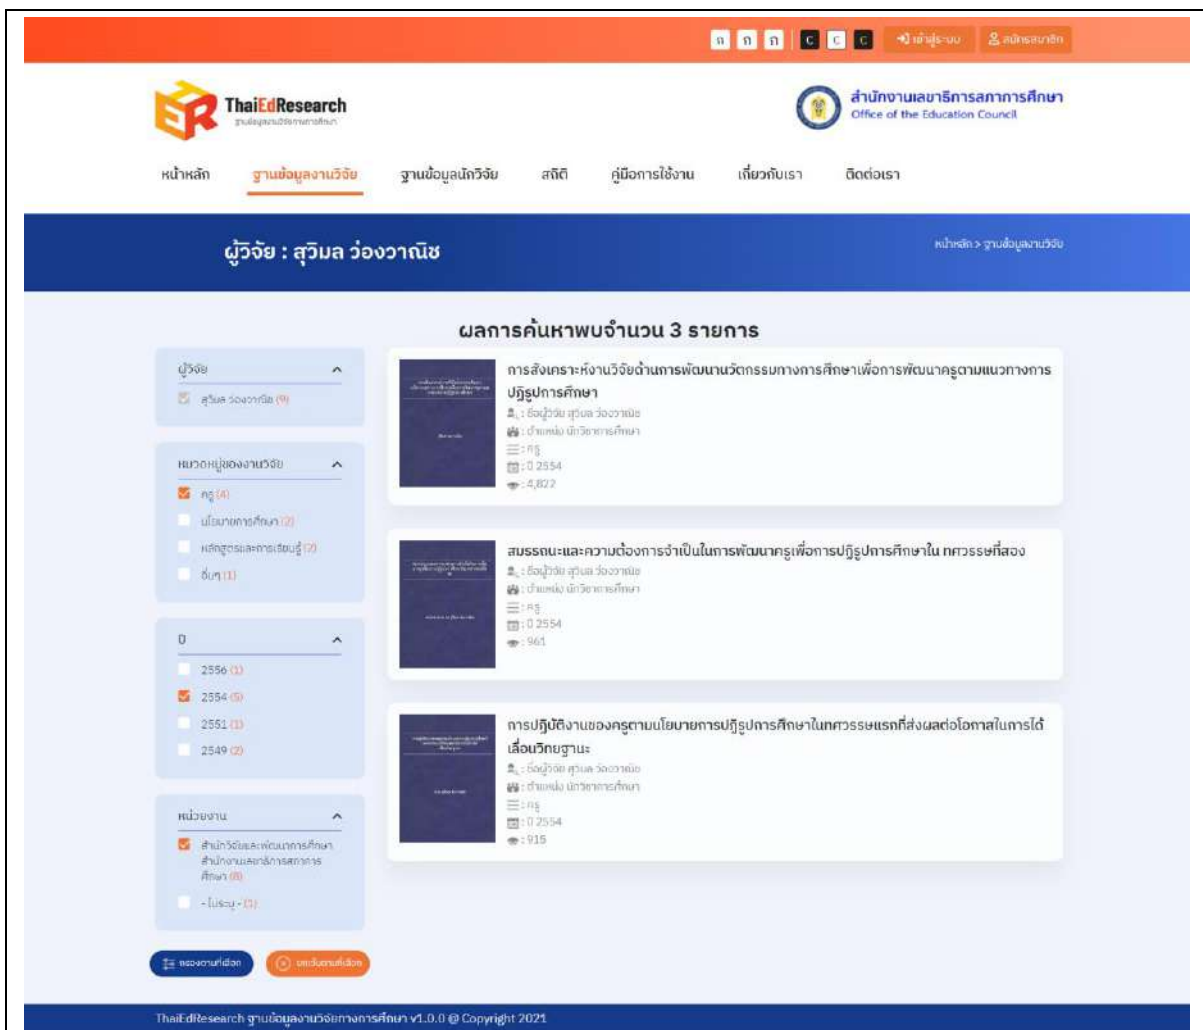 ก ก ก C C C เข้าสู่ระบบ สมัครสมาชิก
ThaiEdResearch
ฐานข้อมูลงานวิจัยทางการศึกษา
สำนักงานเลขาธิการสภาการศึกษา
Office of the Education Council
หน้าหลัก ฐานข้อมูลงานวิจัย ฐานข้อมูลนักวิจัย สถิติ คู่มือการใช้งาน เกี่ยวกับเรา ติดต่อเรา
ผู้วิจัย : สุวิมล ว่องวาณิช
หน้าหลัก > ฐานข้อมูลงานวิจัย
ผลการค้นหาพบจำนวน 3 รายการ
ผู้วิจัย
สุวิมล ว่องวาณิช (9)
หมวดหมู่ของงานวิจัย
ครู (4)
นโยบายการศึกษา (2)
หลักสูตรและการเรียนรู้ (2)
อื่นๆ (1)
ปี
2556 (1)
2554 (5)
2551 (1)
2549 (2)
หน่วยงาน
สำนักวิจัยและพัฒนาการศึกษา
สำนักงานเลขาธิการสภาการ
ศึกษา (8)
- ไม่ระบุ - (1)
กรองตามที่เลือก
ยกเลิกตามที่เลือก
การสังเคราะห์งานวิจัยด้านการพัฒนานวัตกรรมทางการศึกษาเพื่อการพัฒนาครูตามแนวทางการ
ปฏิรูปการศึกษา
: ชื่อผู้วิจัย สุวิมล ว่องวาณิช
: ตำแหน่ง นักวิชาการศึกษา
: ครู
: ปี 2554
: 4,822
สมรรถนะและความต้องการจำเป็นในการพัฒนาครูเพื่อการปฏิรูปการศึกษาใน ทศวรรษที่สอง
: ชื่อผู้วิจัย สุวิมล ว่องวาณิช
: ตำแหน่ง นักวิชาการศึกษา
: ครู
: ปี 2554
: 961
การปฏิบัติงานของครูตามนโยบายการปฏิรูปการศึกษาในทศวรรษแรกที่ส่งผลต่อโอกาสในการได้
เลื่อนวิทยฐานะ
: ชื่อผู้วิจัย สุวิมล ว่องวาณิช
: ตำแหน่ง นักวิชาการศึกษา
: ครู
: ปี 2554
: 915
ThaiEdResearch ฐานข้อมูลงานวิจัยทางการศึกษา v1.0.0 @ Copyright 2021